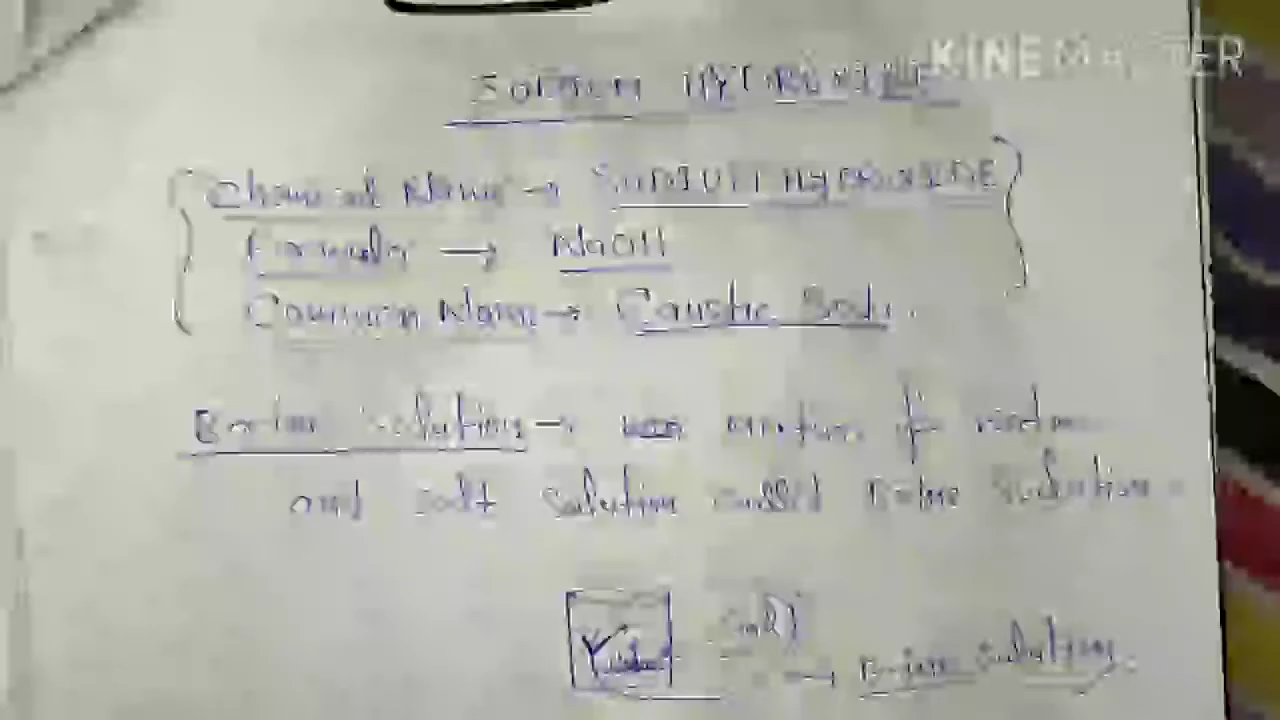 KINEMASTER
SODIUM HYDROXIDE
Chemical Name → SODIUM HYDROXIDE
Formula → NaOH
Common Name → Caustic Soda.
Brine solution → mixture of water
and salt solution called Brine Solution.
Water Salt
→ Brine Solution.